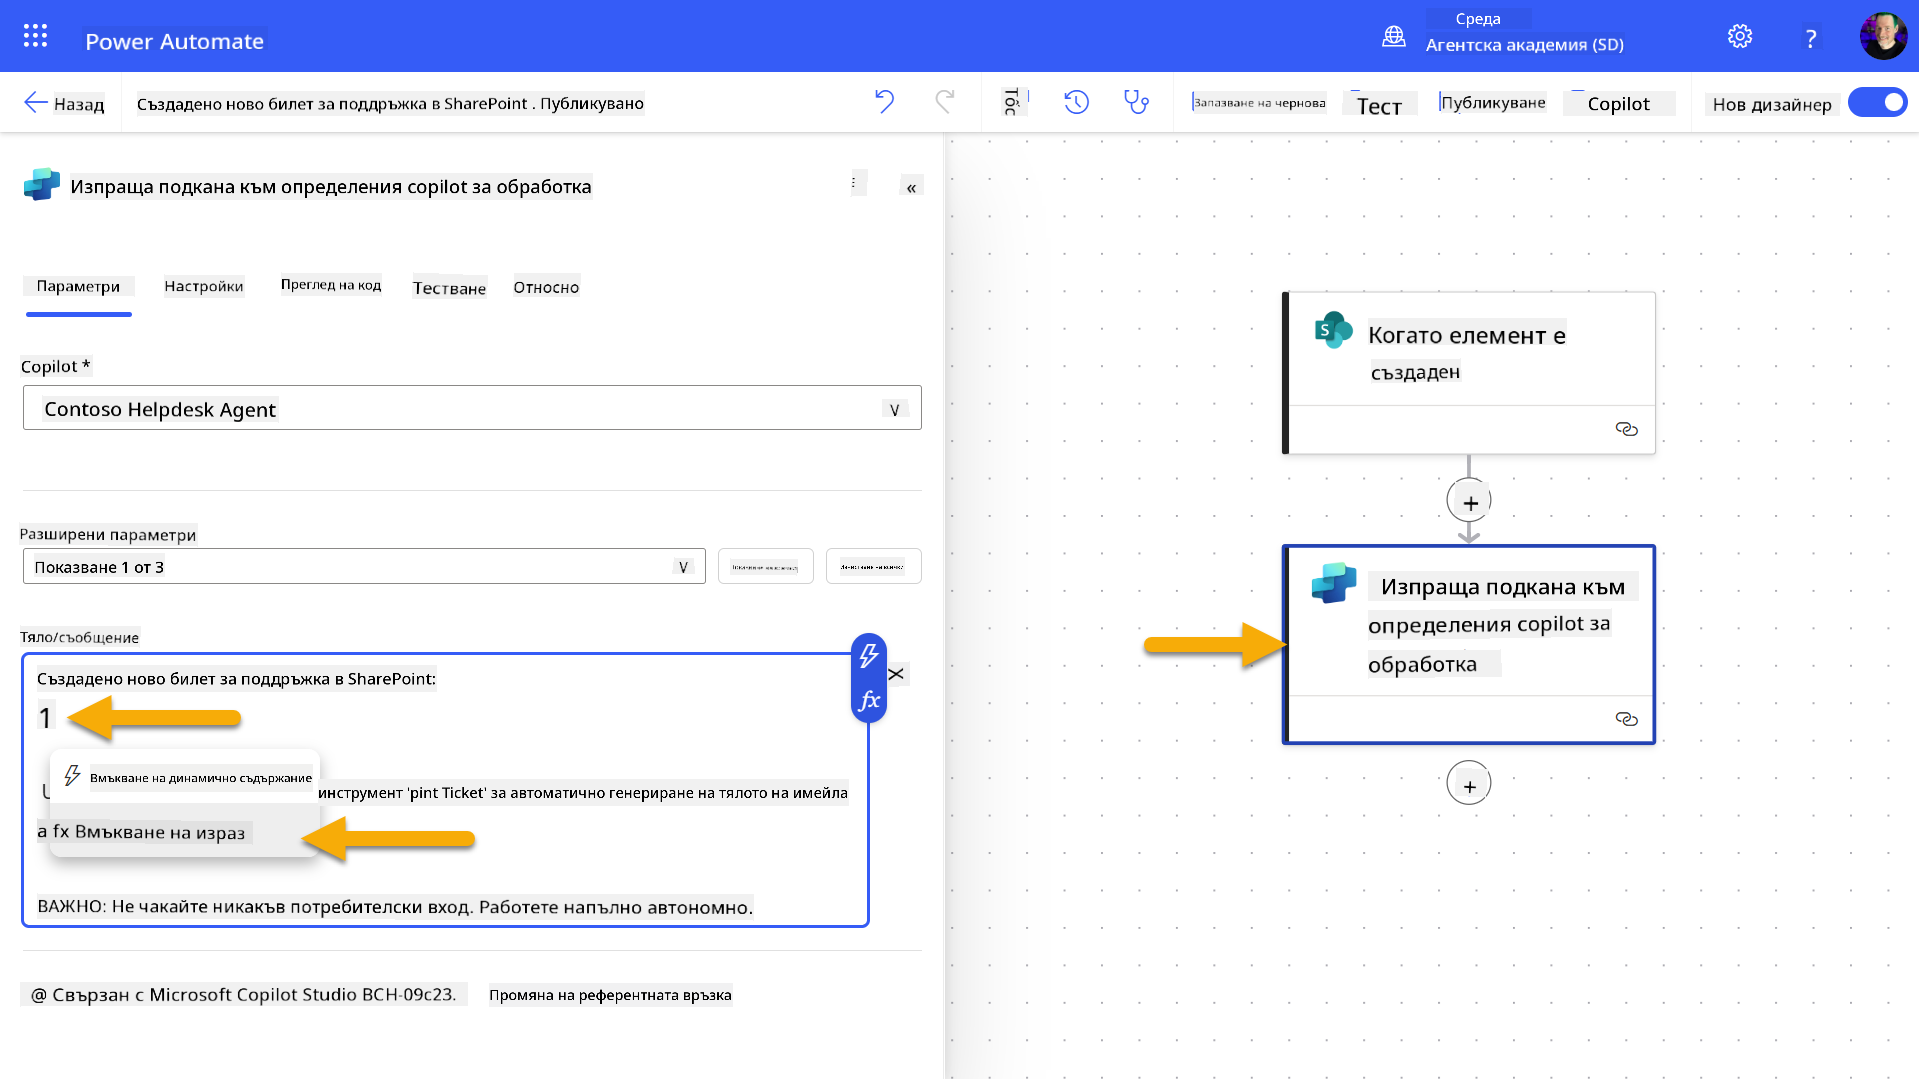 Power Automate
Среда
Агентска академия (SD)
?
Назад
Създадено ново билет за поддръжка в SharePoint . Публикувано
Запазване на чернова
Тест
Публикуване
Copilot
Нов дизайнер
Изпраща подкана към определения copilot за обработка
«
Параметри
Настройки
Преглед на код
Тестване
Относно
Copilot *
Contoso Helpdesk Agent
V
Разширени параметри
Показване 1 от 3
V
Тяло/съобщение
Създадено ново билет за поддръжка в SharePoint:
1
fx
Вмъкване на динамично съдържание
инструмент 'pint Ticket' за автоматично генериране на тялото на имейла
а fx Вмъкване на израз
ВАЖНО: Не чакайте никакъв потребителски вход. Работете напълно автономно.
@ Свързан с Microsoft Copilot Studio BCH-09c23.
Промяна на референтната връзка
S
Когато елемент е
създаден
+
Изпраща подкана към
определения copilot за
обработка
+